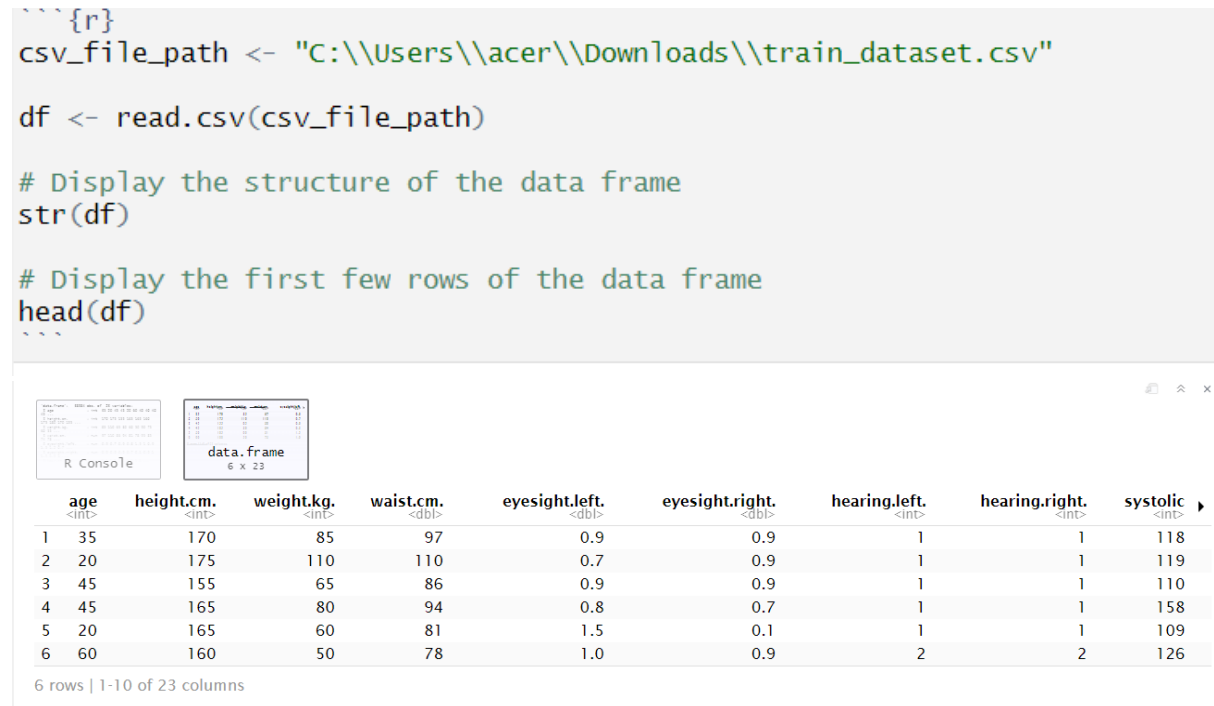 ```{r}
csv_file_path <- "C:\\Users\\acer\\Downloads\\train_dataset.csv"
df <- read.csv(csv_file_path)
# Display the structure of the data frame
str(df)
# Display the first few rows of the data frame
head(df)
```
R Console
data.frame
6 x 23
age height.cm. weight.kg. waist.cm. eyesight.left. eyesight.right. hearing.left. hearing.right. systolic
<int> <int> <int> <dbl> <dbl> <dbl> <int> <int> <int>
1 35 170 85 97 0.9 0.9 1 1 118
2 20 175 110 110 0.7 0.9 1 1 119
3 45 155 65 86 0.9 0.9 1 1 110
4 45 165 80 94 0.8 0.7 1 1 158
5 20 165 60 81 1.5 0.1 1 1 109
6 60 160 50 78 1.0 0.9 2 2 126
6 rows | 1-10 of 23 columns